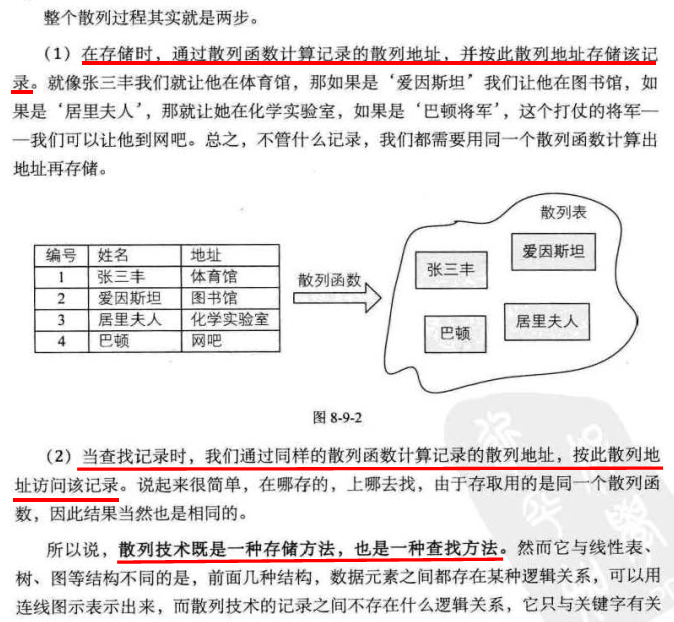 整个散列过程其实就是两步。
（1）在存储时，通过散列函数计算记录的散列地址，并按此散列地址存储该记
录。就像张三丰我们就让他在体育馆，那如果是‘爱因斯坦’我们让他在图书馆，如
果是‘居里夫人’，那就让她在化学实验室，如果是‘巴顿将军’，这个打仗的将军—
—我们可以让他到网吧。总之，不管什么记录，我们都需要用同一个散列函数计算出
地址再存储。
散列表
编号 姓名 地址
1 张三丰 体育馆
2 爱因斯坦 图书馆
3 居里夫人 化学实验室
4 巴顿 网吧
散列函数
张三丰
爱因斯坦
巴顿
居里夫人
图 8-9-2
（2）当查找记录时，我们通过同样的散列函数计算记录的散列地址，按此散列地
址访问该记录。说起来很简单，在哪存的，上哪去找，由于存取用的是同一个散列函
数，因此结果当然也是相同的。
所以说，散列技术既是一种存储方法，也是一种查找方法。然而它与线性表、
树、图等结构不同的是，前面几种结构，数据元素之间都存在某种逻辑关系，可以用
连线图示表示出来，而散列技术的记录之间不存在什么逻辑关系，它只与关键字有关